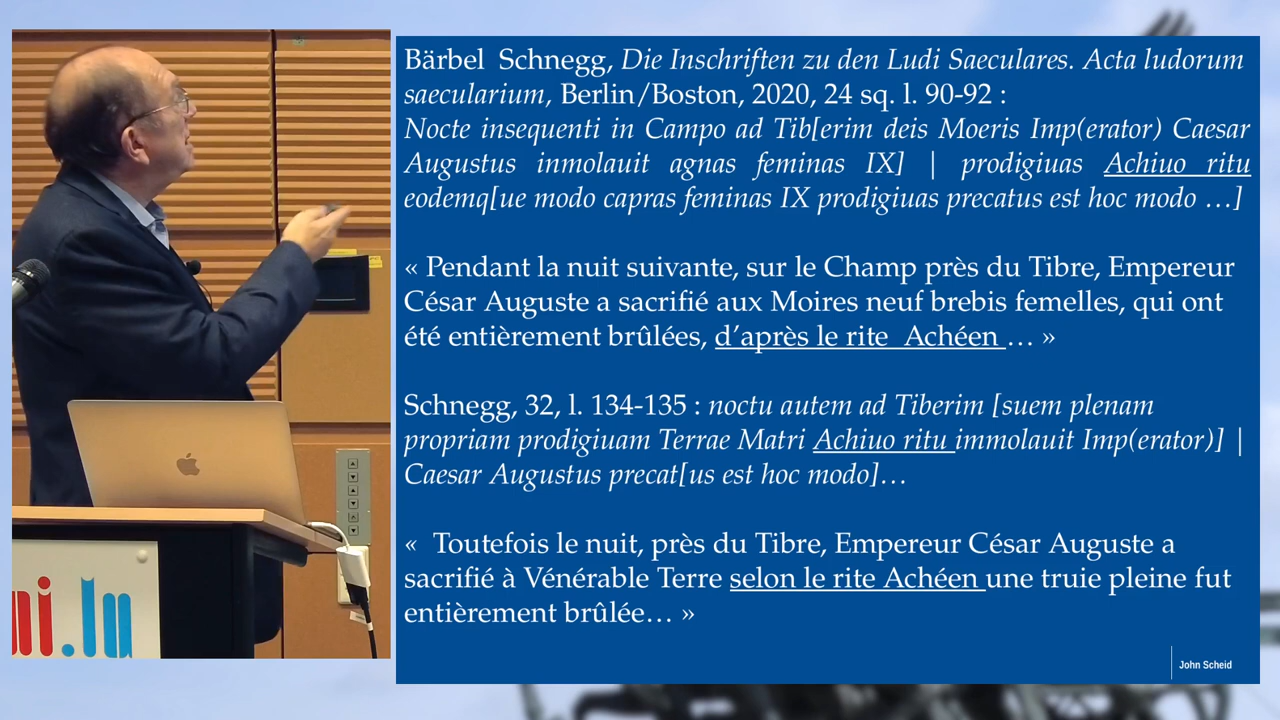 Bärbel Schnegg, Die Inschriften zu den Ludi Saeculares. Acta ludorum
saecularium, Berlin/Boston, 2020, 24 sq. l. 90-92 :
Nocte insequenti in Campo ad Tib[erim deis Moeris Imp(erator) Caesar
Augustus inmolauit agnas feminas IX] | prodigiuas Achiuo ritu
eodemq[ue modo capras feminas IX prodigiuas precatus est hoc modo …]
« Pendant la nuit suivante, sur le Champ près du Tibre, Empereur
César Auguste a sacrifié aux Moires neuf brebis femelles, qui ont
été entièrement brûlées, d’après le rite Achéen … »
Schnegg, 32, l. 134-135 : noctu autem ad Tiberim [suem plenam
propriam prodigiuam Terrae Matri Achiuo ritu immolauit Imp(erator)] |
Caesar Augustus precat[us est hoc modo]…
« Toutefois le nuit, près du Tibre, Empereur César Auguste a
sacrifié à Vénérable Terre selon le rite Achéen une truie pleine fut
entièrement brûlée… »
John Scheid
ni.lu